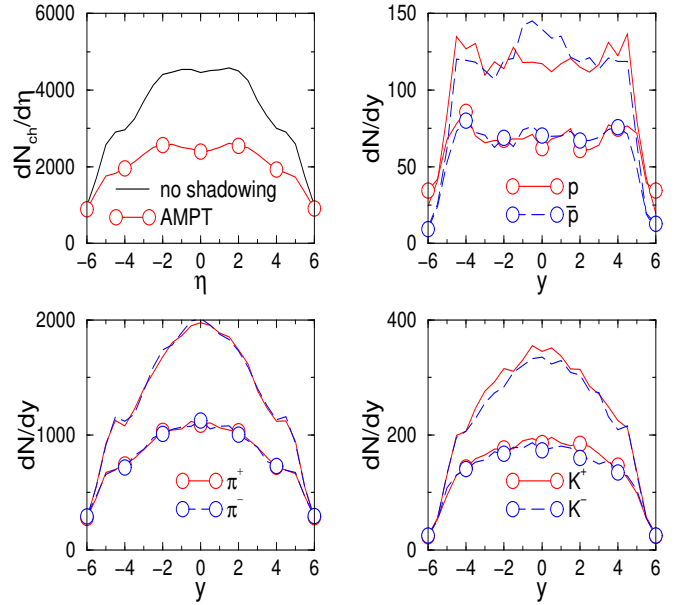 dN_ch/dη
6000
4000
2000
0
−6 −4 −2 0 2 4 6
η
no shadowing
AMPT
dN/dy
150
100
50
0
−6 −4 −2 0 2 4 6
y
p
p̄
dN/dy
2000
1000
0
−6 −4 −2 0 2 4 6
y
π⁺
π⁻
dN/dy
400
200
0
−6 −4 −2 0 2 4 6
y
K⁺
K⁻